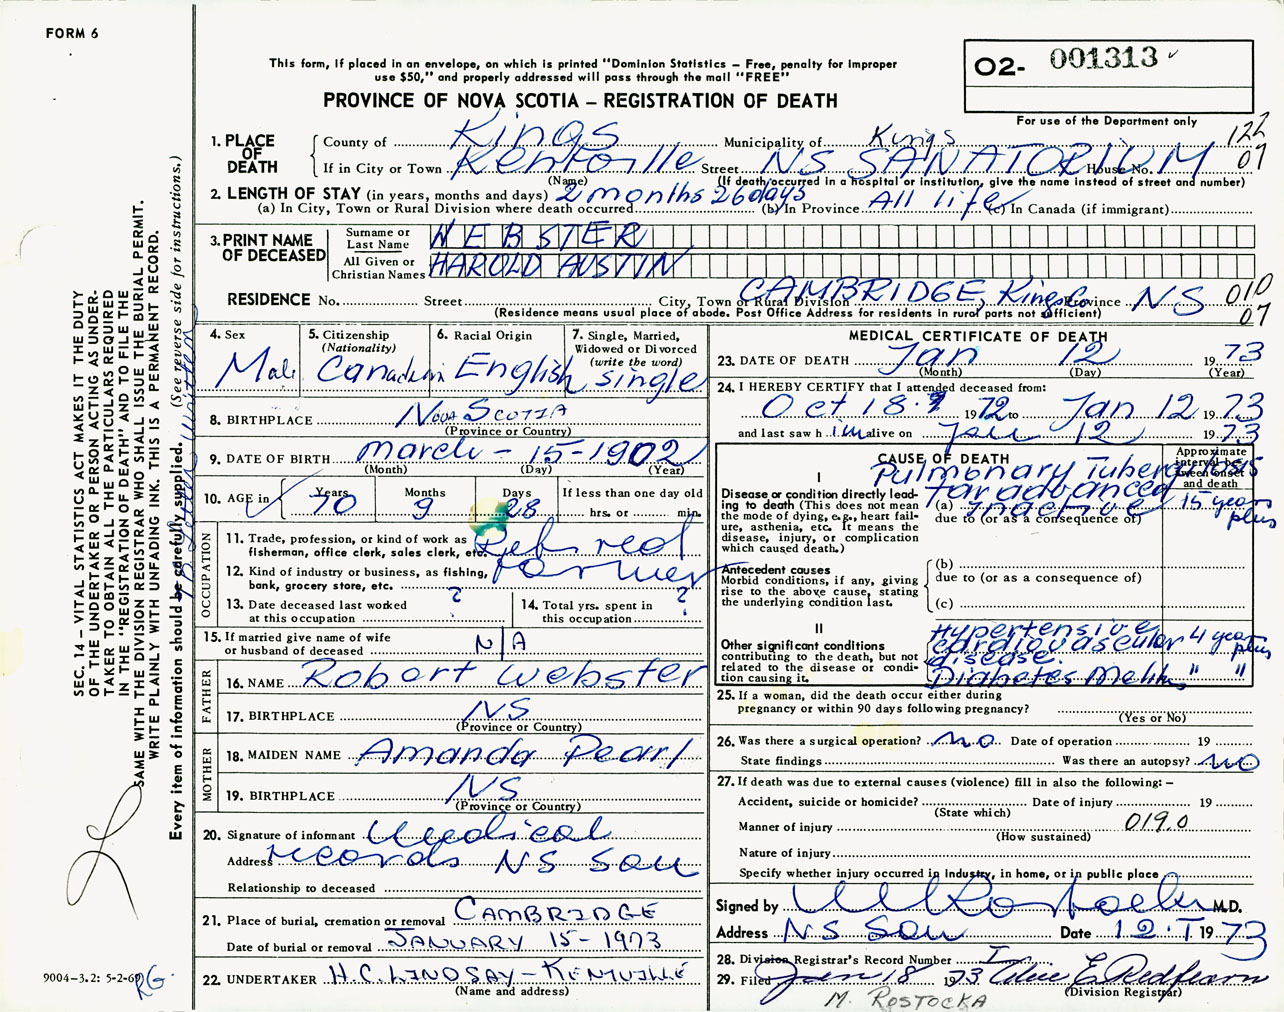 FORM 6
This form, if placed in an envelope, on which is printed "Dominion Statistics – Free, penalty for improper
use $50," and properly addressed will pass through the mail "FREE"
PROVINCE OF NOVA SCOTIA – REGISTRATION OF DEATH
O2- 001313
For use of the Department only
122
07
1. PLACE OF DEATH
County of Kings Municipality of Kings
If in City or Town Kentville Street NS SANATORIUM House No.
(Name) (If death occurred in a hospital or institution, give the name instead of street and number)
2. LENGTH OF STAY (in years, months and days) 2 months 26 days
(a) In City, Town or Rural Division where death occurred (b) In Province All life (c) In Canada (if immigrant)
3. PRINT NAME OF DECEASED
Surname or Last Name WEBSTER
All Given or Christian Names HAROLD AUSTIN
RESIDENCE No. Street City, Town or Rural Division CAMBRIDGE, Kings Co Province NS 010
07
(Residence means usual place of abode. Post Office Address for residents in rural parts not sufficient)
4. Sex Male
5. Citizenship (Nationality) Canadian
6. Racial Origin English
7. Single, Married, Widowed or Divorced (write the word) single
8. BIRTHPLACE Nova Scotia
(Province or Country)
9. DATE OF BIRTH march - 15 - 1902
(Month) (Day) (Year)
10. AGE in Years 70 Months 9 Days 28 If less than one day old hrs. or min.
OCCUPATION
11. Trade, profession, or kind of work as
fisherman, office clerk, sales clerk, etc. Retired
12. Kind of industry or business, as fishing,
bank, grocery store, etc. farmer
13. Date deceased last worked
at this occupation ?
14. Total yrs. spent in
this occupation ?
15. If married give name of wife
or husband of deceased N/A
FATHER
16. NAME Robert Webster
17. BIRTHPLACE NS
(Province or Country)
MOTHER
18. MAIDEN NAME Amanda Pearl
19. BIRTHPLACE NS
(Province or Country)
20. Signature of informant Medical
Address records NS San
Relationship to deceased
21. Place of burial, cremation or removal CAMBRIDGE
Date of burial or removal JANUARY 15 - 1973
22. UNDERTAKER H.C. LINDSAY - KENTVILLE
(Name and address)
MEDICAL CERTIFICATE OF DEATH
23. DATE OF DEATH Jan 12 1973
(Month) (Day) (Year)
24. I HEREBY CERTIFY that I attended deceased from:
Oct 18. 1972 to Jan 12 1973
and last saw him alive on Jan 12 1973
CAUSE OF DEATH
Approximate interval between onset and death
I
Disease or condition directly leading to death (This does not mean
the mode of dying, e.g., heart failure, asthenia, etc. It means the
disease, injury, or complication
which caused death.)
Pulmonary Tuberculosis
far advanced
(a) inactive 15 years plus
due to (or as a consequence of)
Antecedent causes
Morbid conditions, if any, giving
rise to the above cause, stating
the underlying condition last.
(b)
due to (or as a consequence of)
(c)
II
Other significant conditions
contributing to the death, but not
related to the disease or condition causing it.
Hypertensive
cardiovascular 4 years plus
disease.
Diabetes Mellitus " "
25. If a woman, did the death occur either during
pregnancy or within 90 days following pregnancy?
(Yes or No)
26. Was there a surgical operation? no Date of operation 19
State findings Was there an autopsy? no
27. If death was due to external causes (violence) fill in also the following: –
Accident, suicide or homicide? Date of injury 19
(State which)
Manner of injury 019.0
(How sustained)
Nature of injury
Specify whether injury occurred in industry, in home, or in public place
Signed by M.D.
Address NS San Date 12.I 1973
28. Division Registrar's Record Number
29. Filed Jan 18 1973 E. Redfearn
(Division Registrar)
M. ROSTOCKA
SEC. 14 – VITAL STATISTICS ACT MAKES IT THE DUTY
OF THE UNDERTAKER OR PERSON ACTING AS UNDERTAKER TO OBTAIN ALL THE PARTICULARS REQUIRED
IN THE "REGISTRATION OF DEATH" AND TO FILE THE
SAME WITH THE DIVISION REGISTRAR WHO SHALL ISSUE THE BURIAL PERMIT.
WRITE PLAINLY WITH UNFADING INK. THIS IS A PERMANENT RECORD.
Every item of information should be carefully supplied. (See reverse side for instructions.)
TB Letter written
9004-3.2: 5-2-69
RG